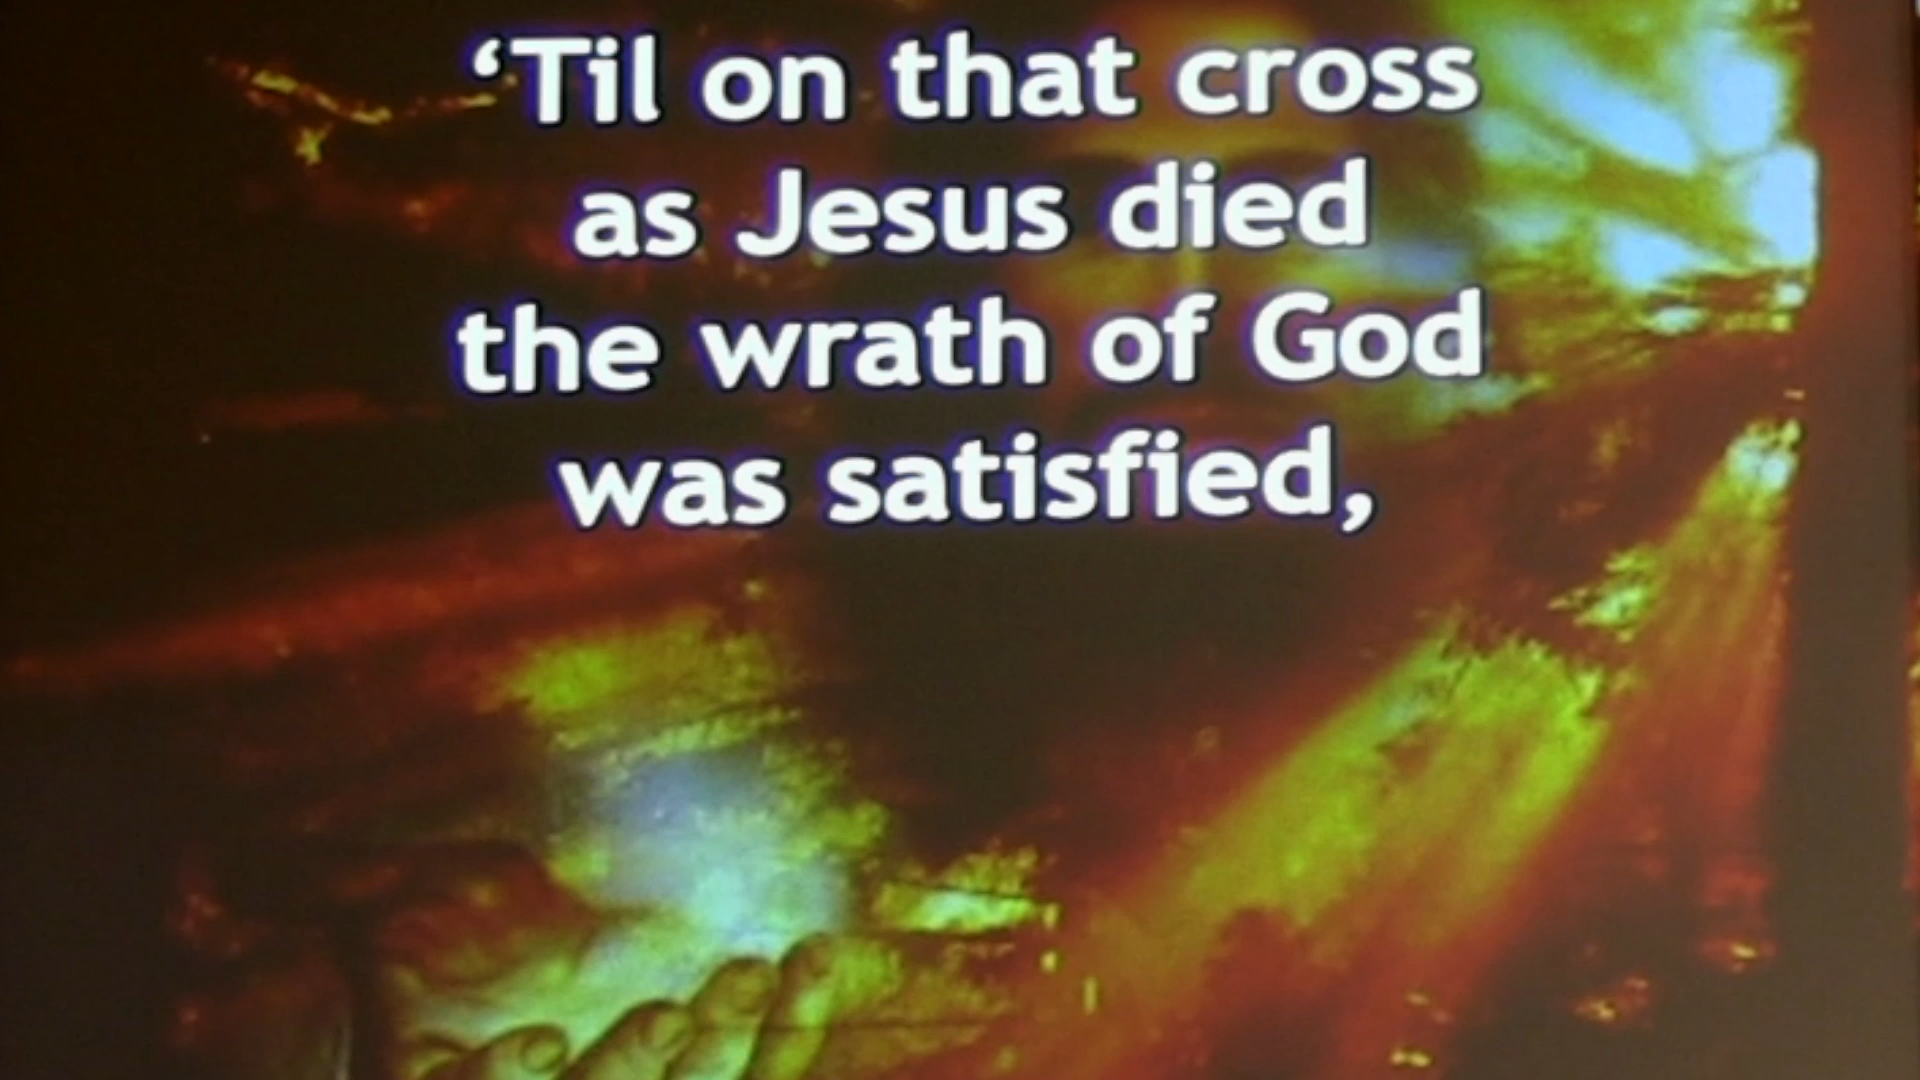 ‘Til on that cross
as Jesus died
the wrath of God
was satisfied,